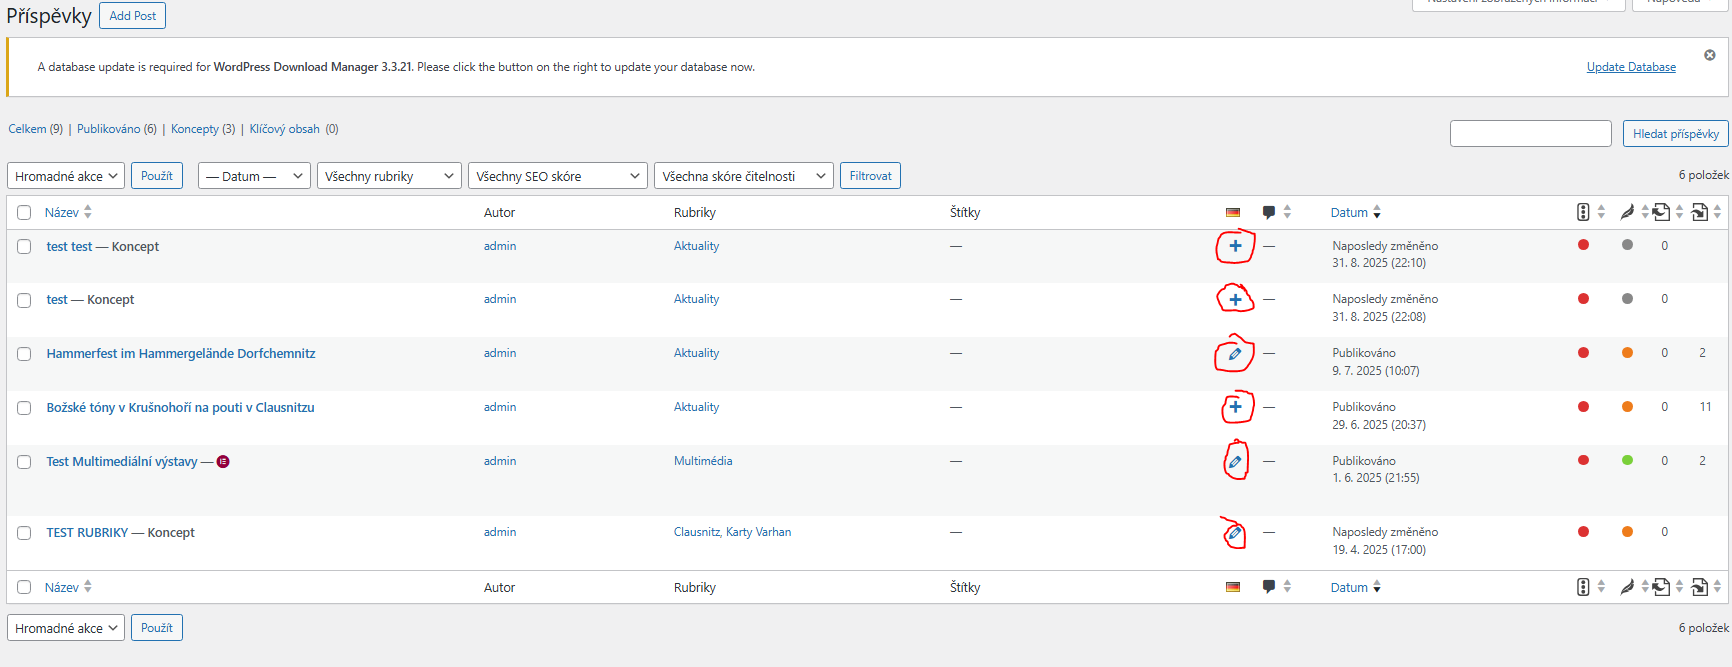 Příspěvky Add Post
Nastavení zobrazených informací Nápověda
A database update is required for WordPress Download Manager 3.3.21. Please click the button on the right to update your database now. Update Database
Celkem (9) | Publikováno (6) | Koncepty (3) | Klíčový obsah (0) Hledat příspěvky
Hromadné akce Použít — Datum — Všechny rubriky Všechny SEO skóre Všechna skóre čitelnosti Filtrovat 6 položek
Název Autor Rubriky Štítky Datum
test test — Koncept admin Aktuality — — Naposledy změněno 0
31. 8. 2025 (22:10)
test — Koncept admin Aktuality — — Naposledy změněno 0
31. 8. 2025 (22:08)
Hammerfest im Hammergelände Dorfchemnitz admin Aktuality — — Publikováno 0 2
9. 7. 2025 (10:07)
Božské tóny v Krušnohoří na pouti v Clausnitzu admin Aktuality — — Publikováno 0 11
29. 6. 2025 (20:37)
Test Multimediální výstavy — admin Multimédia — — Publikováno 0 2
1. 6. 2025 (21:55)
TEST RUBRIKY — Koncept admin Clausnitz, Karty Varhan — — Naposledy změněno 0
19. 4. 2025 (17:00)
Název Autor Rubriky Štítky Datum
Hromadné akce Použít 6 položek